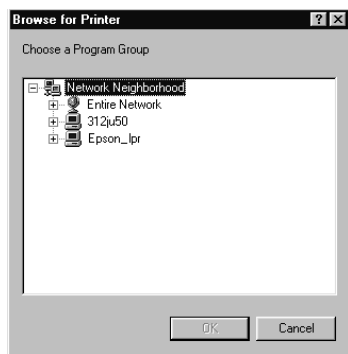 Browse for Printer
Choose a Program Group
Network Neighborhood
Entire Network
312ju50
Epson_lpr
OK
Cancel